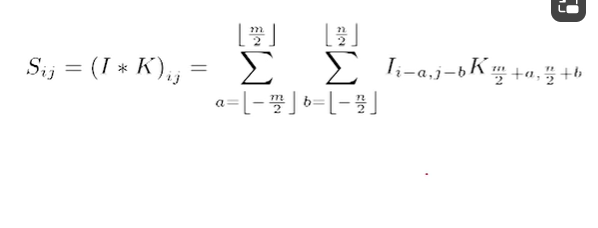 $S_{ij} = (I * K)_{ij} = \sum_{a=\lfloor -\frac{m}{2} \rfloor}^{\lfloor \frac{m}{2} \rfloor} \sum_{b=\lfloor -\frac{n}{2} \rfloor}^{\lfloor \frac{n}{2} \rfloor} I_{i-a,j-b} K_{\frac{m}{2}+a,\frac{n}{2}+b}$